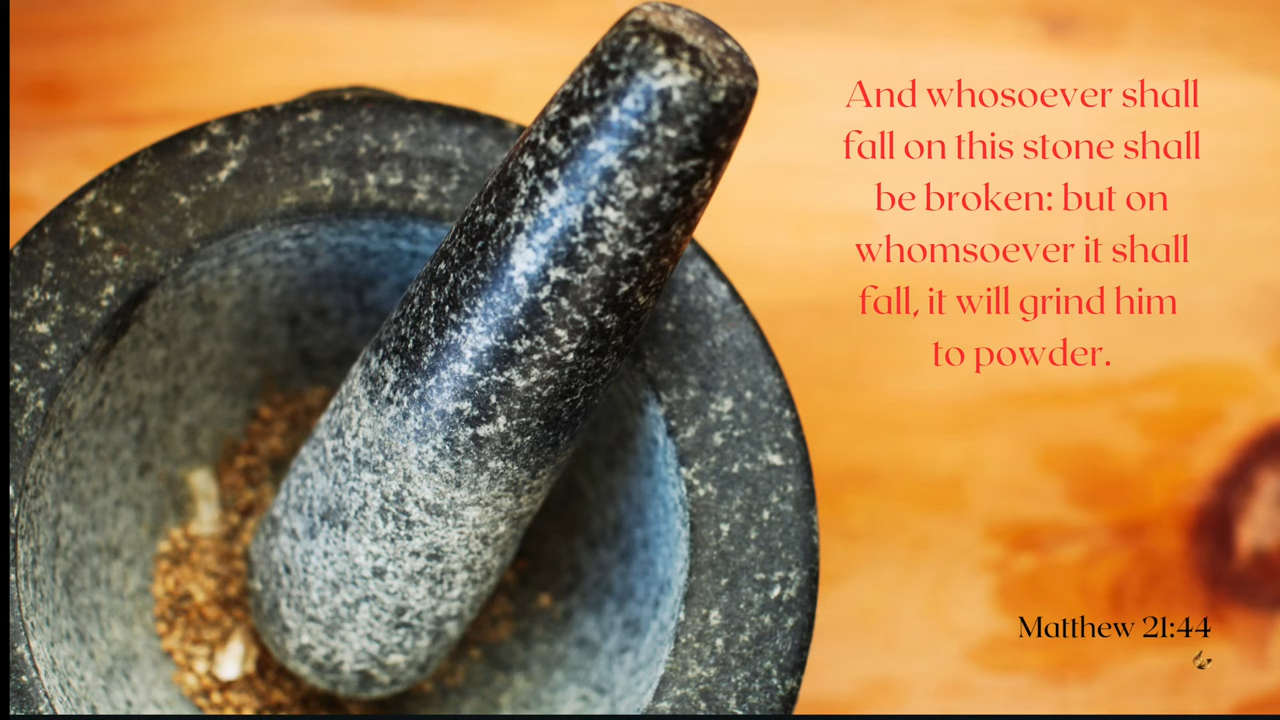 And whosoever shall
fall on this stone shall
be broken: but on
whomsoever it shall
fall, it will grind him
to powder.
Matthew 21:44